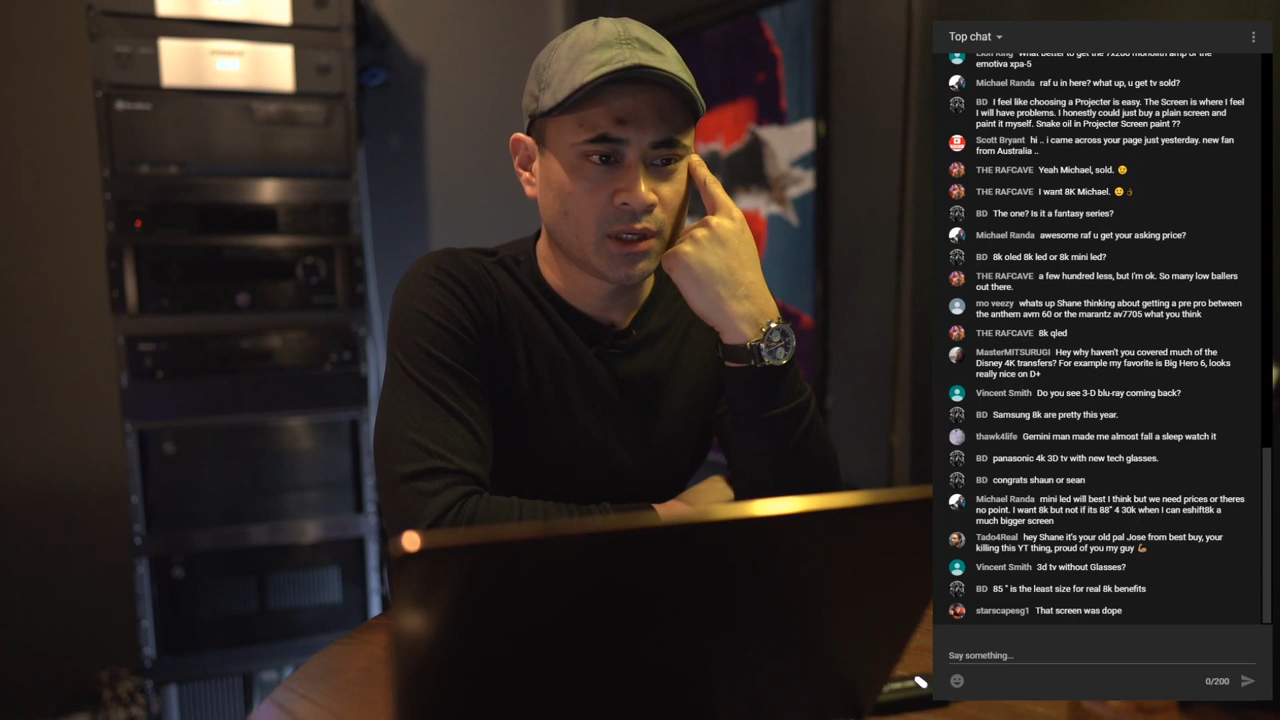 Top chat
Lion King what better to get the 7x200 monolith amp or the
emotiva xpa-5
Michael Randa raf u in here? what up, u get tv sold?
BD I feel like choosing a Projecter is easy. The Screen is where I feel
I will have problems. I honestly could just buy a plain screen and
paint it myself. Snake oil in Projecter Screen paint ??
Scott Bryant hi .. i came across your page just yesterday. new fan
from Australia ..
THE RAFCAVE Yeah Michael, sold. 😉
THE RAFCAVE I want 8K Michael. 😊👌
BD The one? Is it a fantasy series?
Michael Randa awesome raf u get your asking price?
BD 8k oled 8k led or 8k mini led?
THE RAFCAVE a few hundred less, but I'm ok. So many low ballers
out there.
mo veezy whats up Shane thinking about getting a pre pro between
the anthem avm 60 or the marantz av7705 what you think
THE RAFCAVE 8k qled
MasterMITSURUGI Hey why haven't you covered much of the
Disney 4K transfers? For example my favorite is Big Hero 6, looks
really nice on D+
Vincent Smith Do you see 3-D blu-ray coming back?
BD Samsung 8k are pretty this year.
thawk4life Gemini man made me almost fall a sleep watch it
BD panasonic 4k 3D tv with new tech glasses.
BD congrats shaun or sean
Michael Randa mini led will best I think but we need prices or theres
no point. I want 8k but not if its 88" 4 30k when I can eshift8k a
much bigger screen
Tado4Real hey Shane it's your old pal Jose from best buy, your
killing this YT thing, proud of you my guy 💪
Vincent Smith 3d tv without Glasses?
BD 85 " is the least size for real 8k benefits
starscapesg1 That screen was dope
Say something...
0/200